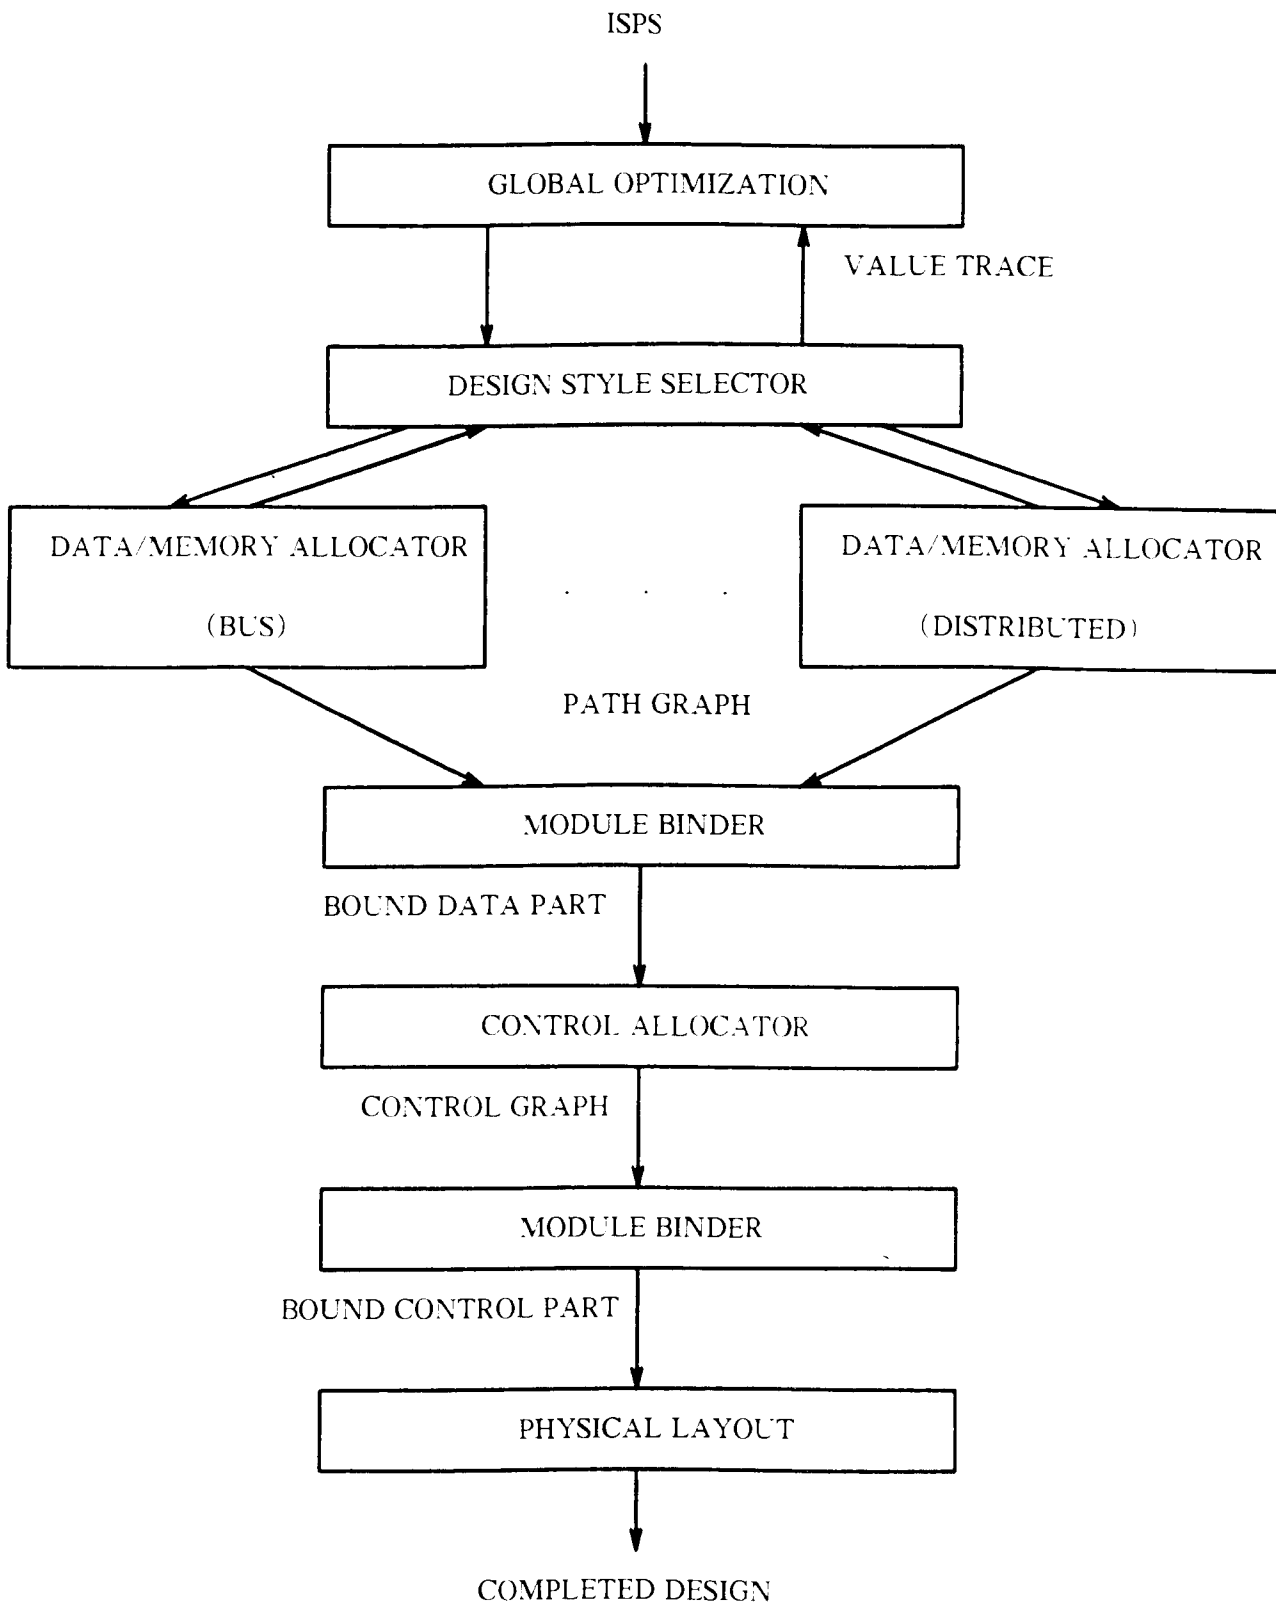 ISPS
GLOBAL OPTIMIZATION
VALUE TRACE
DESIGN STYLE SELECTOR
DATA/MEMORY ALLOCATOR
(BUS)
. . .
DATA/MEMORY ALLOCATOR
(DISTRIBUTED)
PATH GRAPH
MODULE BINDER
BOUND DATA PART
CONTROL ALLOCATOR
CONTROL GRAPH
MODULE BINDER
BOUND CONTROL PART
PHYSICAL LAYOUT
COMPLETED DESIGN